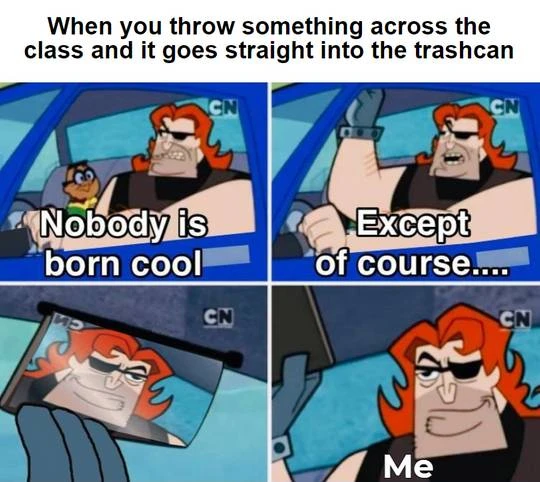 When you throw something across the
class and it goes straight into the trashcan
CN
CN
Nobody is
born cool
Except
of course....
CN
CN
CN
Me